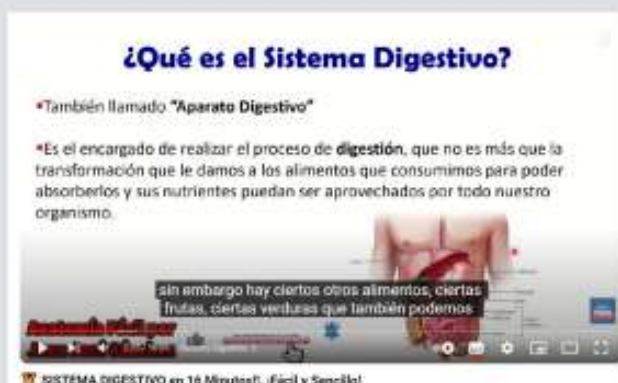 ¿Qué es el Sistema Digestivo?
▪También llamado "Aparato Digestivo"
▪Es el encargado de realizar el proceso de digestión, que no es más que la
transformación que le damos a los alimentos que consumimos para poder
absorberlos y sus nutrientes puedan ser aprovechados por todo nuestro
organismo.
sin embargo hay ciertos otros alimentos, ciertas
frutas, ciertas verduras que también podemos
Anatomía Fácil por
SISTEMA DIGESTIVO en 16 Minutos!! ¡Fácil y Sencillo!